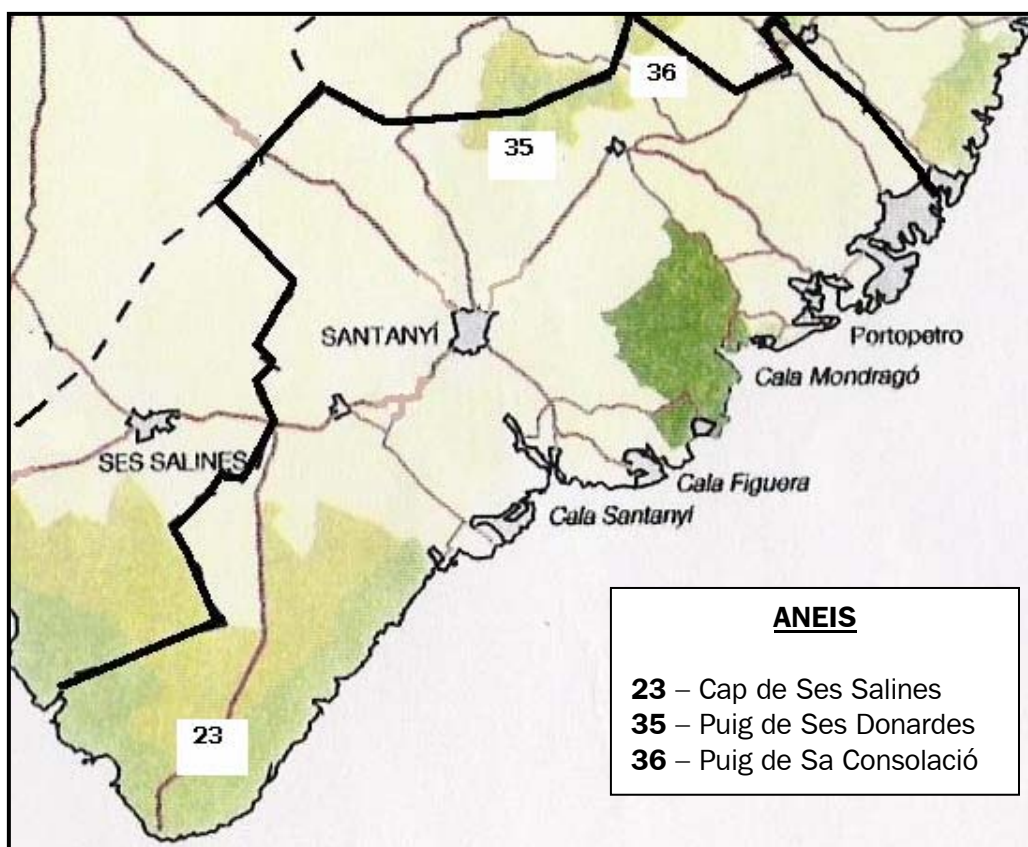 36
35
SANTANYÍ
Portopetro
Cala Mondragó
SES SALINES
Cala Figuera
Cala Santanyí
23
ANEIS
23 – Cap de Ses Salines
35 – Puig de Ses Donardes
36 – Puig de Sa Consolació